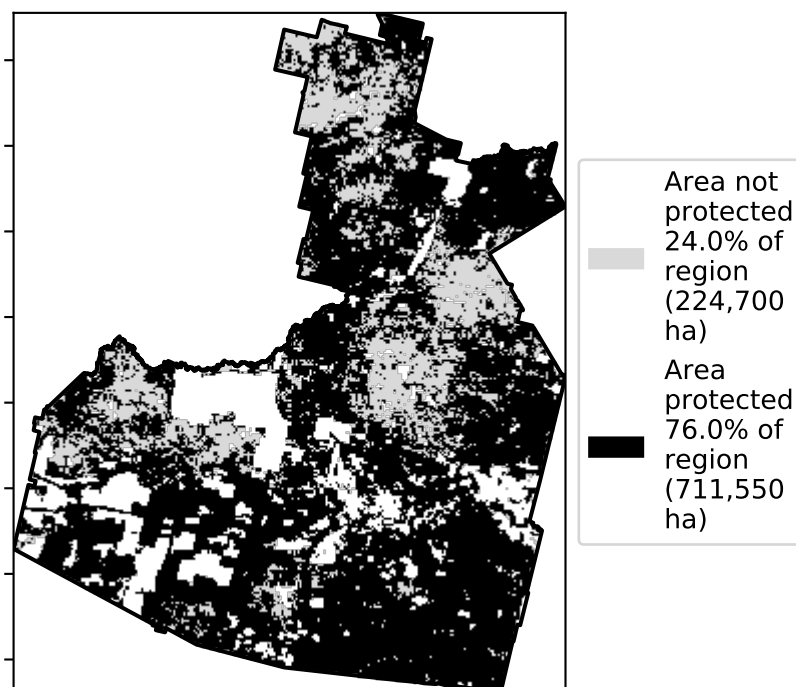 Area not
protected
24.0% of
region
(224,700
ha)
Area
protected
76.0% of
region
(711,550
ha)